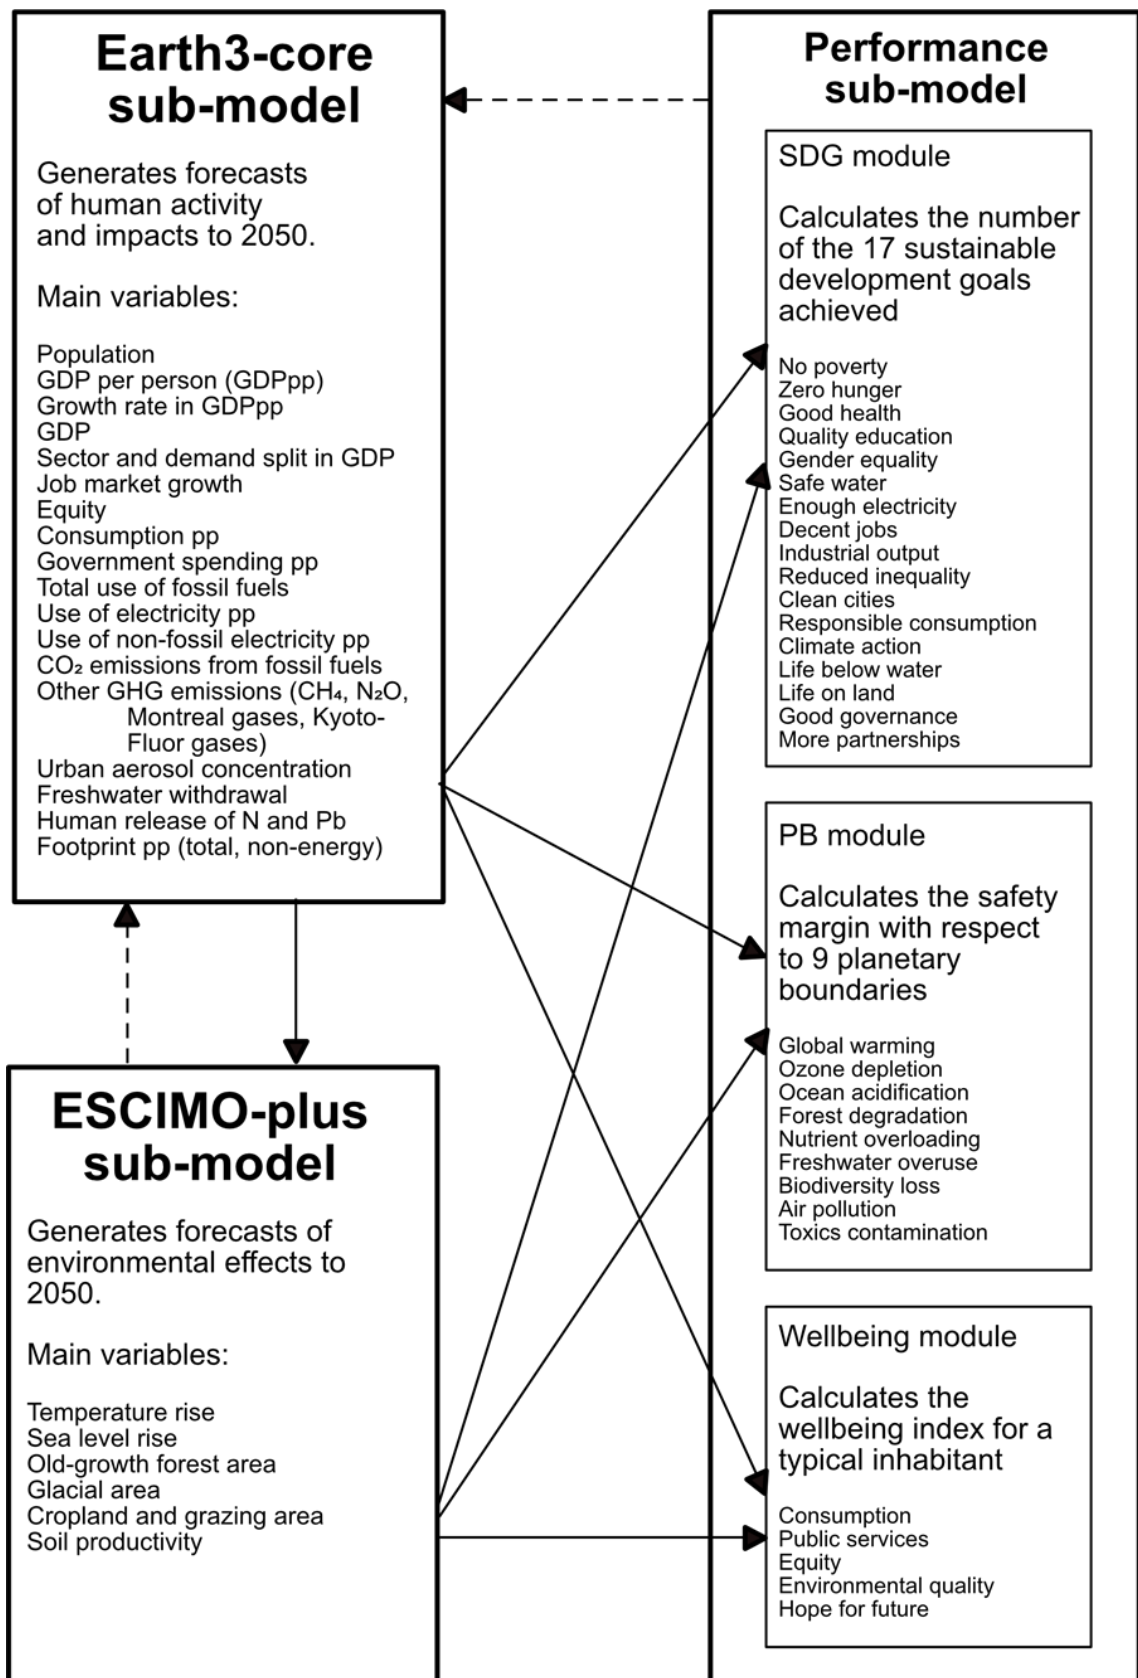 Earth3-core
sub-model
Generates forecasts
of human activity
and impacts to 2050.
Main variables:
Population
GDP per person (GDPpp)
Growth rate in GDPpp
GDP
Sector and demand split in GDP
Job market growth
Equity
Consumption pp
Government spending pp
Total use of fossil fuels
Use of electricity pp
Use of non-fossil electricity pp
CO₂ emissions from fossil fuels
Other GHG emissions (CH₄, N₂O,
Montreal gases, Kyoto-
Fluor gases)
Urban aerosol concentration
Freshwater withdrawal
Human release of N and Pb
Footprint pp (total, non-energy)
ESCIMO-plus
sub-model
Generates forecasts of
environmental effects to
2050.
Main variables:
Temperature rise
Sea level rise
Old-growth forest area
Glacial area
Cropland and grazing area
Soil productivity
Performance
sub-model
SDG module
Calculates the number
of the 17 sustainable
development goals
achieved
No poverty
Zero hunger
Good health
Quality education
Gender equality
Safe water
Enough electricity
Decent jobs
Industrial output
Reduced inequality
Clean cities
Responsible consumption
Climate action
Life below water
Life on land
Good governance
More partnerships
PB module
Calculates the safety
margin with respect
to 9 planetary
boundaries
Global warming
Ozone depletion
Ocean acidification
Forest degradation
Nutrient overloading
Freshwater overuse
Biodiversity loss
Air pollution
Toxics contamination
Wellbeing module
Calculates the
wellbeing index for a
typical inhabitant
Consumption
Public services
Equity
Environmental quality
Hope for future